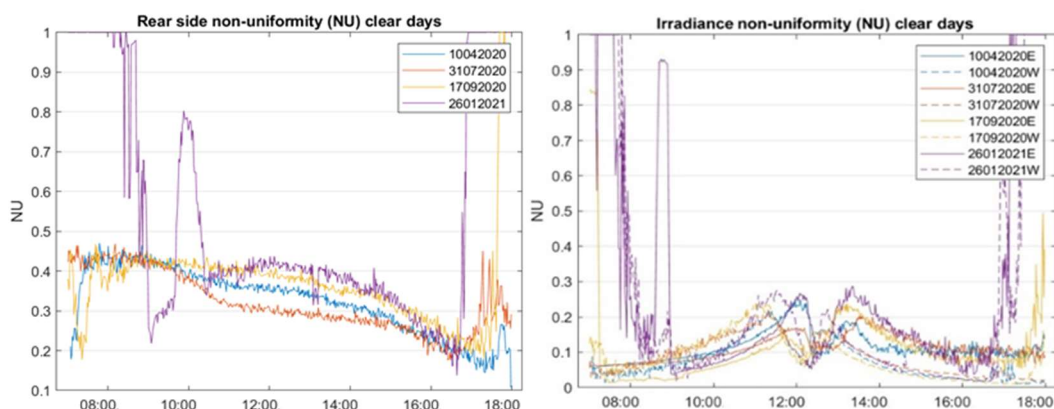 Rear side non-uniformity (NU) clear days
1
0.9
0.8
0.7
0.6
0.5
0.4
0.3
0.2
0.1
NU
10042020
31072020
17092020
26012021
08:00 10:00 12:00 14:00 16:00 18:00
Irradiance non-uniformity (NU) clear days
1
0.9
0.8
0.7
0.6
0.5
0.4
0.3
0.2
0.1
0
NU
10042020E
10042020W
31072020E
31072020W
17092020E
17092020W
26012021E
26012021W
08:00 10:00 12:00 14:00 16:00 18:00